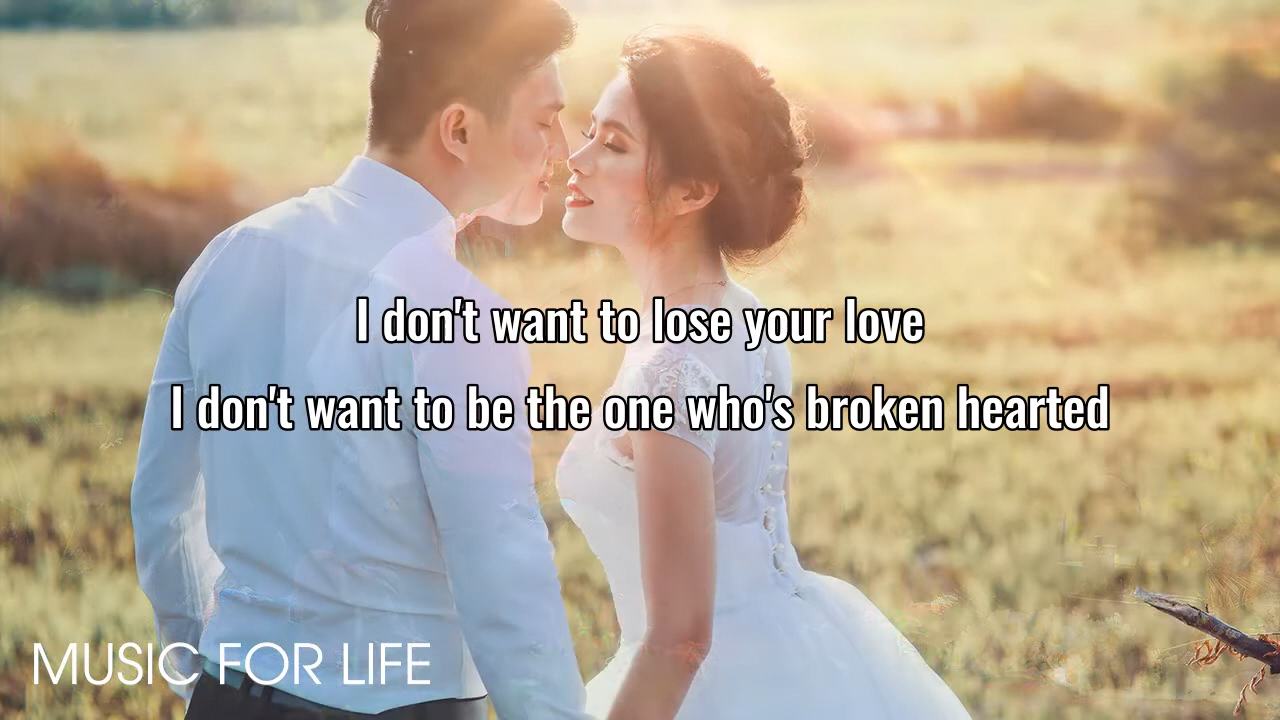 I don't want to lose your love
I don't want to be the one who's broken hearted
MUSIC FOR LIFE